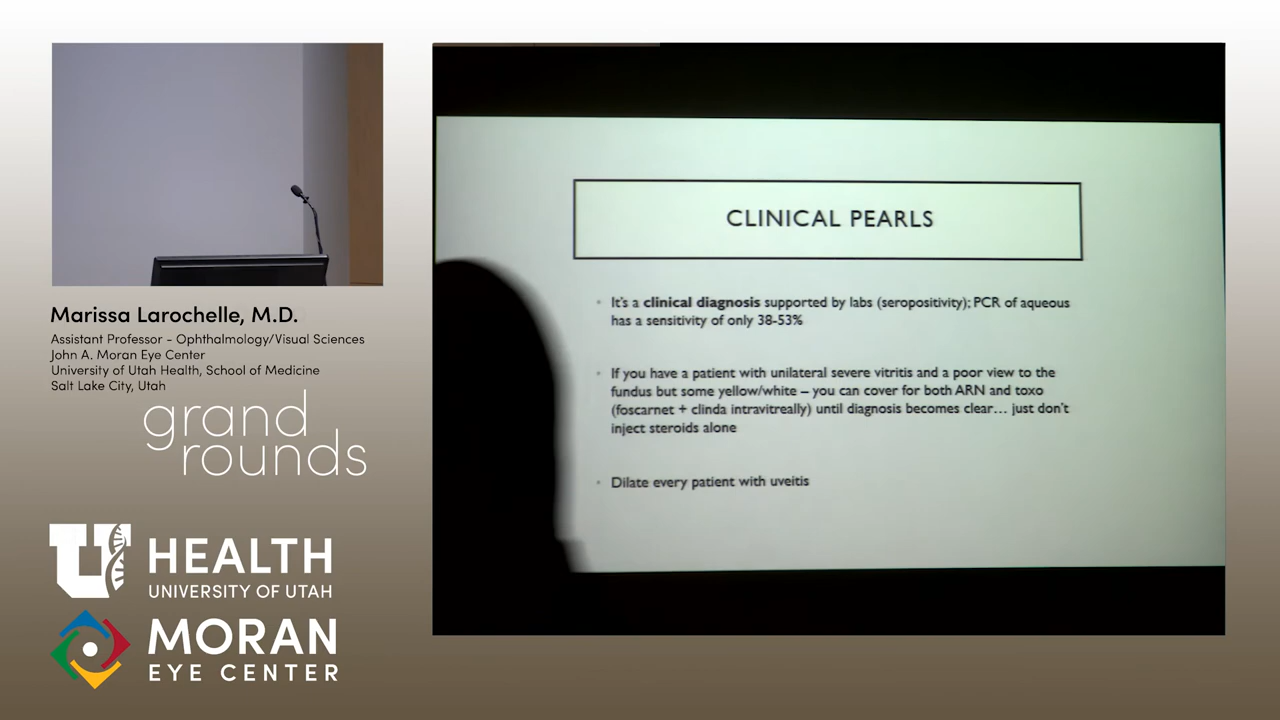 Marissa Larochelle, M.D.
Assistant Professor - Ophthalmology/Visual Sciences
John A. Moran Eye Center
University of Utah Health, School of Medicine
Salt Lake City, Utah
grand
rounds
U
HEALTH
UNIVERSITY OF UTAH
MORAN
EYE CENTER
CLINICAL PEARLS
• It's a clinical diagnosis supported by labs (seropositivity); PCR of aqueous
has a sensitivity of only 38-53%
• If you have a patient with unilateral severe vitritis and a poor view to the
fundus but some yellow/white – you can cover for both ARN and toxo
(foscarnet + clinda intravitreally) until diagnosis becomes clear... just don't
inject steroids alone
• Dilate every patient with uveitis